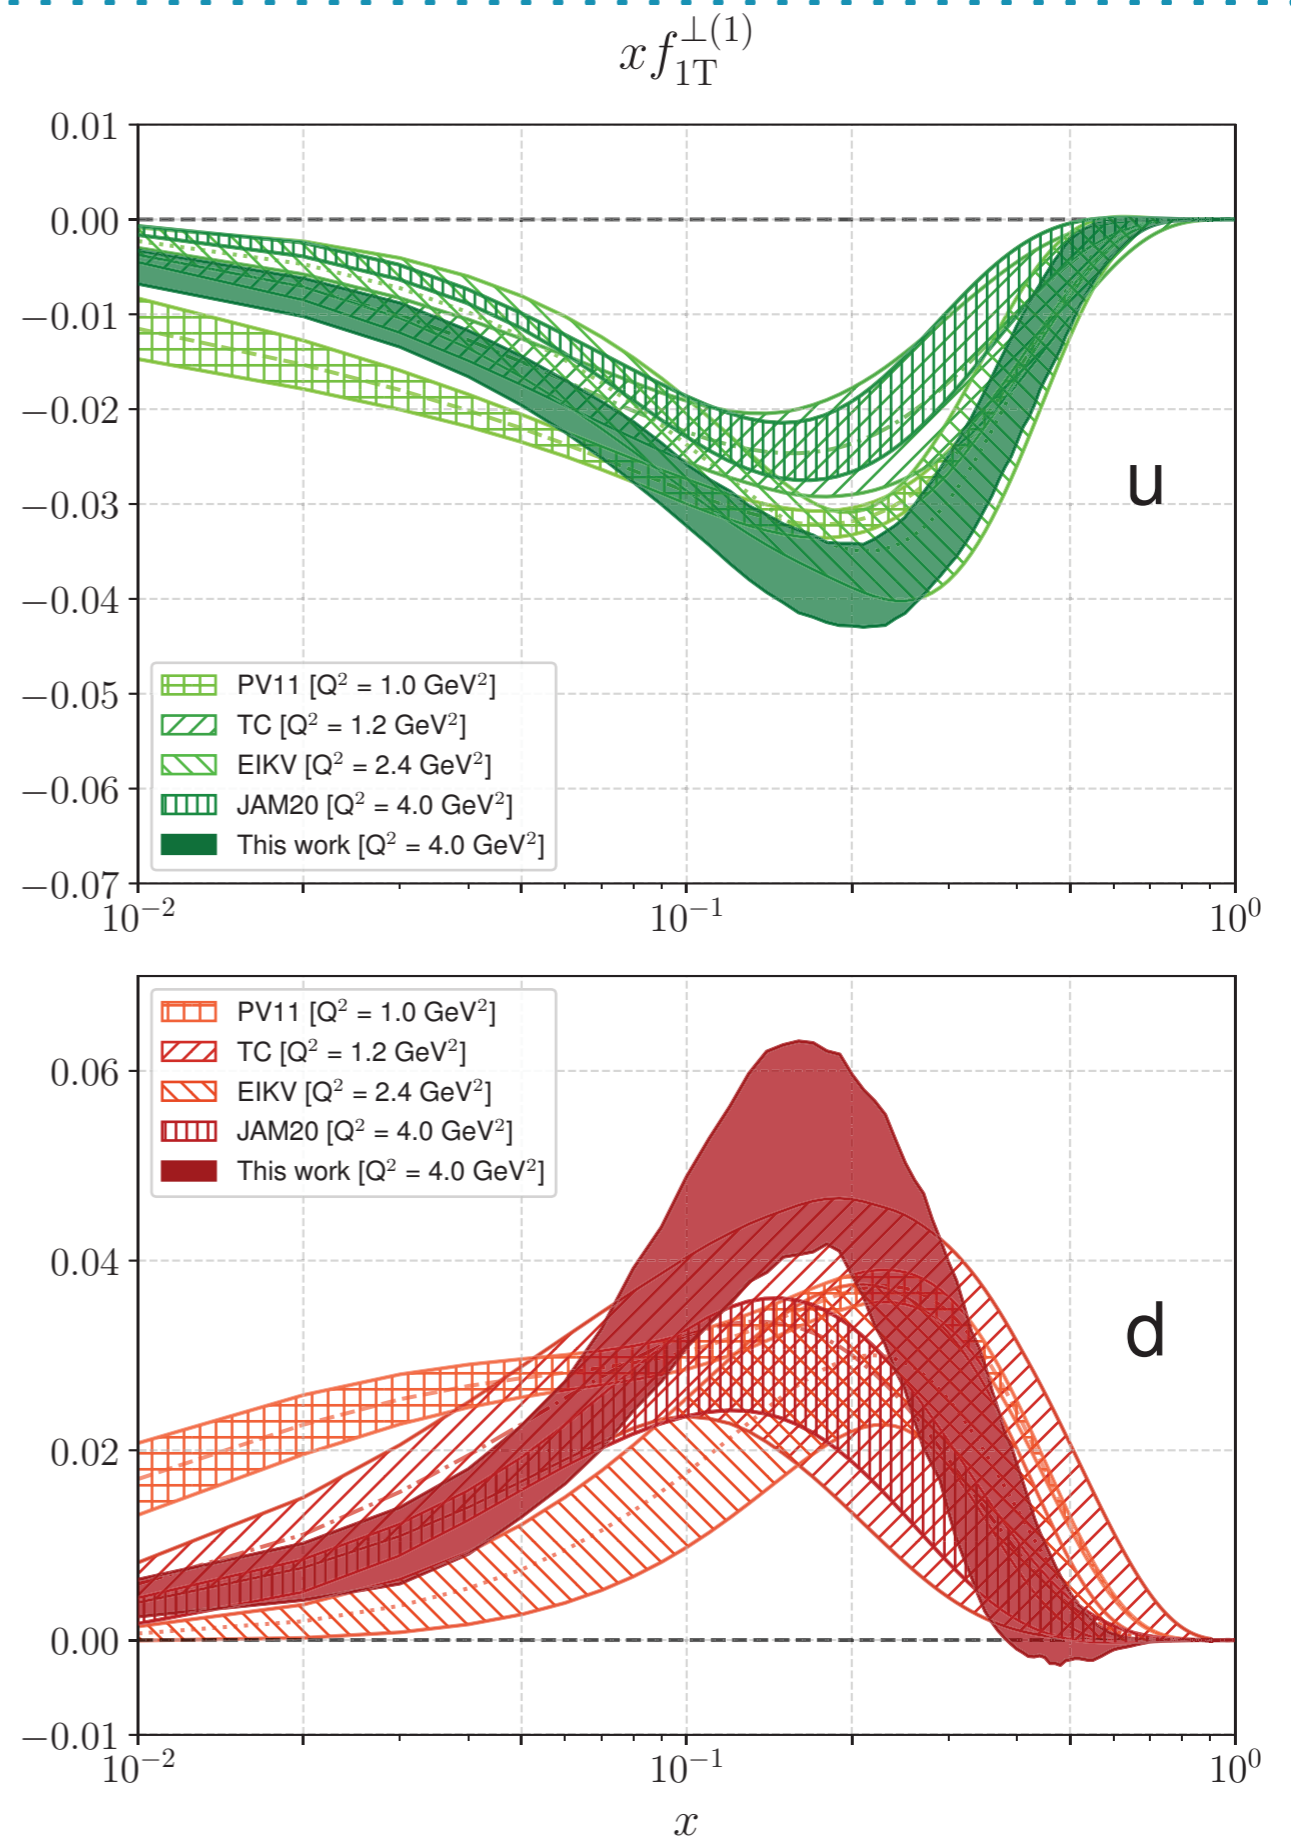 x f_{1T}^{⊥(1)}
0.01
0.00
−0.01
−0.02
−0.03
−0.04
−0.05
−0.06
−0.07
u
PV11 [Q² = 1.0 GeV²]
TC [Q² = 1.2 GeV²]
EIKV [Q² = 2.4 GeV²]
JAM20 [Q² = 4.0 GeV²]
This work [Q² = 4.0 GeV²]
10⁻² 10⁻¹ 10⁰
PV11 [Q² = 1.0 GeV²]
TC [Q² = 1.2 GeV²]
EIKV [Q² = 2.4 GeV²]
JAM20 [Q² = 4.0 GeV²]
This work [Q² = 4.0 GeV²]
0.06
0.04
0.02
0.00
−0.01
d
10⁻² 10⁻¹ 10⁰
x